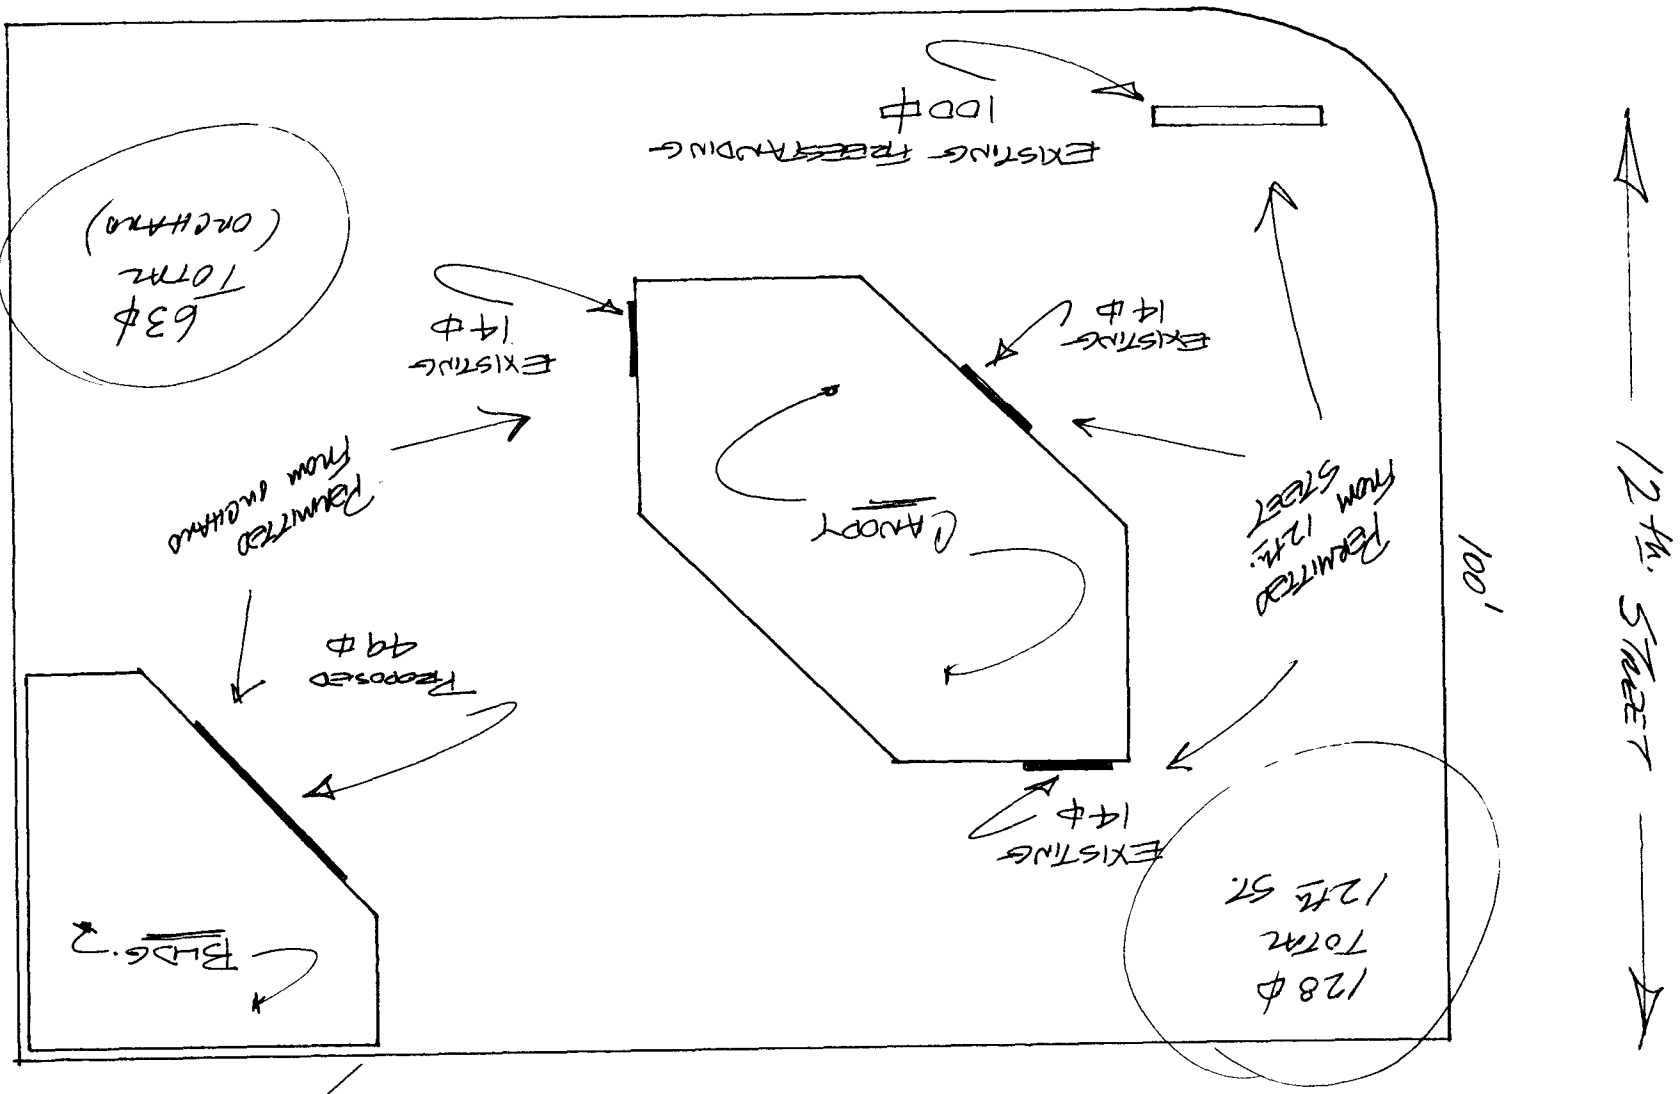 128ϕ
TOTAL
12th ST.
EXISTING
14ϕ
BLDG. 2
PROPOSED
49ϕ
12th. STREET
100'
PERMITTED
FROM 12th.
STEET
CANOPY
PERMITTED
FROM ORCHARD
EXISTING
14ϕ
EXISTING
14ϕ
63ϕ
TOTAL
(ORCHARD)
EXISTING FREESTANDING
100ϕ